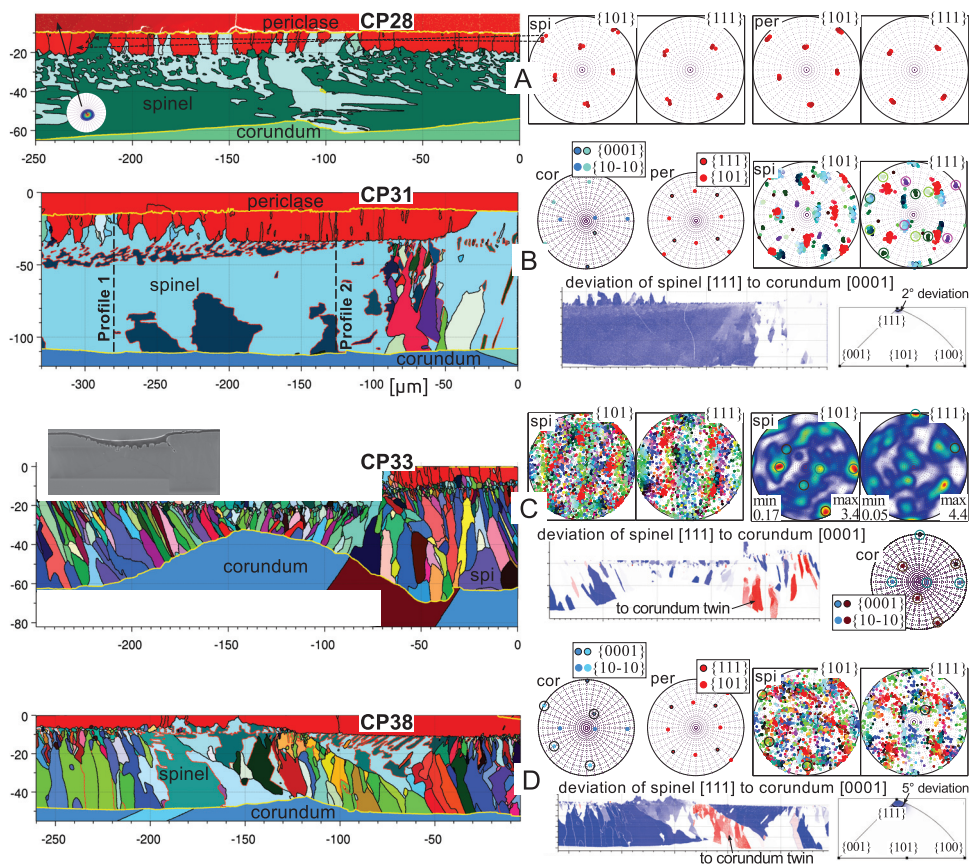 periclase CP28
-20
-40
-60
spinel
corundum
-250 -200 -150 -100 -50 0
A
spi {101} {111}
per {101} {111}
periclase CP31
0
-50
-100
spinel
Profile 1
Profile 2
corundum
-300 -250 -200 -150 -100 -50 0
[µm]
B
{0001}
{10-10}
cor
{111}
{101}
per
spi {101} {111}
deviation of spinel [111] to corundum [0001]
2° deviation
{111}
{001} {101} {100}
CP33
0
-20
-40
-60
-80
corundum
spi
-200 -150 -100 -50 0
C
spi {101} {111}
spi {101} {111}
min max min max
0.17 3.4 0.05 4.4
deviation of spinel [111] to corundum [0001]
to corundum twin
cor
{0001}
{10-10}
CP38
0
-20
-40
spinel
corundum
-200 -150 -100 -50 0
D
{0001}
{10-10}
cor
{111}
{101}
per
spi {101} {111}
deviation of spinel [111] to corundum [0001]
to corundum twin
5° deviation
{111}
{001} {101} {100}